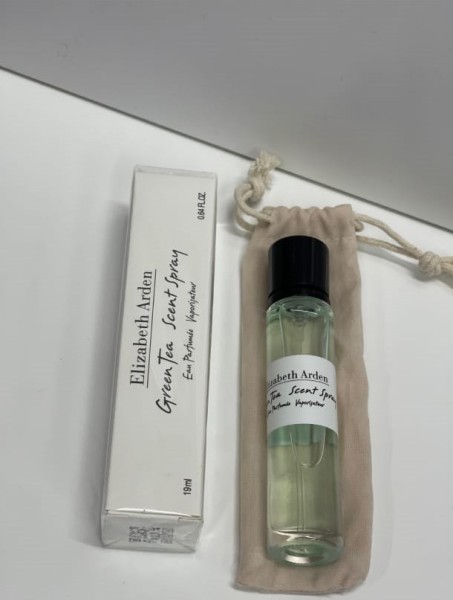 Elizabeth Arden
Green Tea Scent Spray
Eau Parfumée Vaporisateur
19ml
0.64 FL.OZ
Arden
Tea Scent Spray
Parfumée Vaporisateur